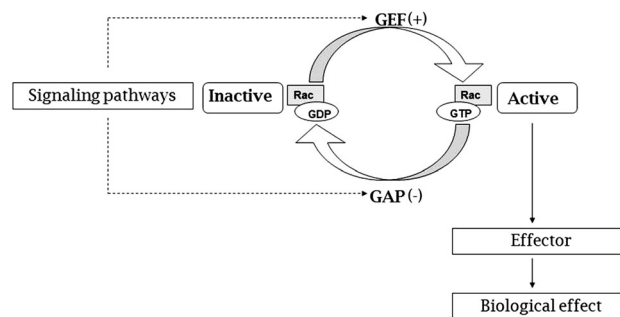 GEF(+)
Signaling pathways
Inactive
Rac
GDP
Rac
GTP
Active
GAP(-)
Effector
Biological effect